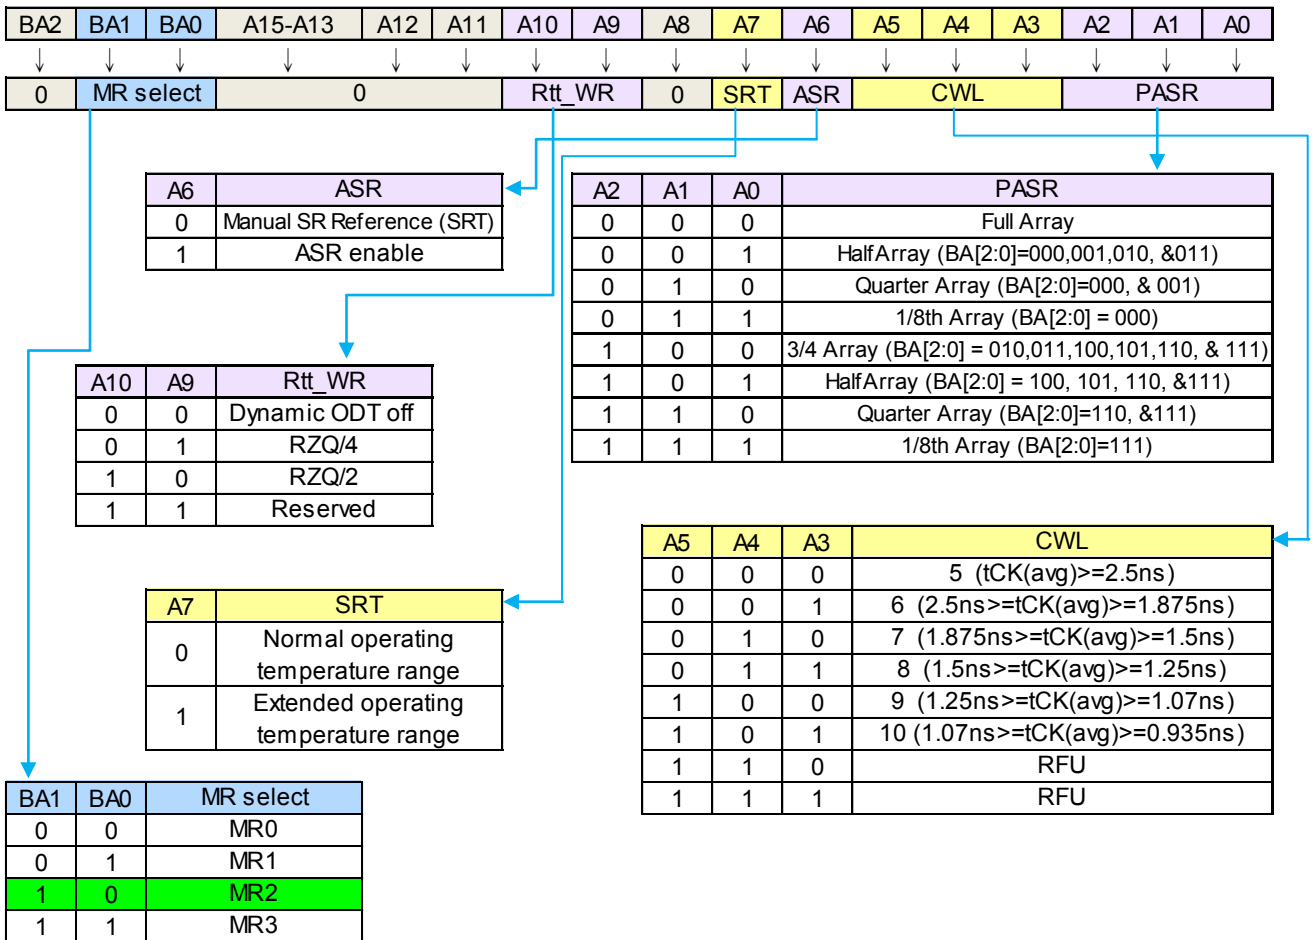 BA2 BA1 BA0 A15-A13 A12 A11 A10 A9 A8 A7 A6 A5 A4 A3 A2 A1 A0
0 MR select 0 Rtt_WR 0 SRT ASR CWL PASR
A6 ASR
0 Manual SR Reference (SRT)
1 ASR enable
A2 A1 A0 PASR
0 0 0 Full Array
0 0 1 HalfArray (BA[2:0]=000,001,010, &011)
0 1 0 Quarter Array (BA[2:0]=000, & 001)
0 1 1 1/8th Array (BA[2:0] = 000)
1 0 0 3/4 Array (BA[2:0] = 010,011,100,101,110, & 111)
1 0 1 HalfArray (BA[2:0] = 100, 101, 110, &111)
1 1 0 Quarter Array (BA[2:0]=110, &111)
1 1 1 1/8th Array (BA[2:0]=111)
A10 A9 Rtt_WR
0 0 Dynamic ODT off
0 1 RZQ/4
1 0 RZQ/2
1 1 Reserved
A5 A4 A3 CWL
0 0 0 5 (tCK(avg)>=2.5ns)
0 0 1 6 (2.5ns>=tCK(avg)>=1.875ns)
0 1 0 7 (1.875ns>=tCK(avg)>=1.5ns)
0 1 1 8 (1.5ns>=tCK(avg)>=1.25ns)
1 0 0 9 (1.25ns>=tCK(avg)>=1.07ns)
1 0 1 10 (1.07ns>=tCK(avg)>=0.935ns)
1 1 0 RFU
1 1 1 RFU
A7 SRT
0 Normal operating
temperature range
1 Extended operating
temperature range
BA1 BA0 MR select
0 0 MR0
0 1 MR1
1 0 MR2
1 1 MR3